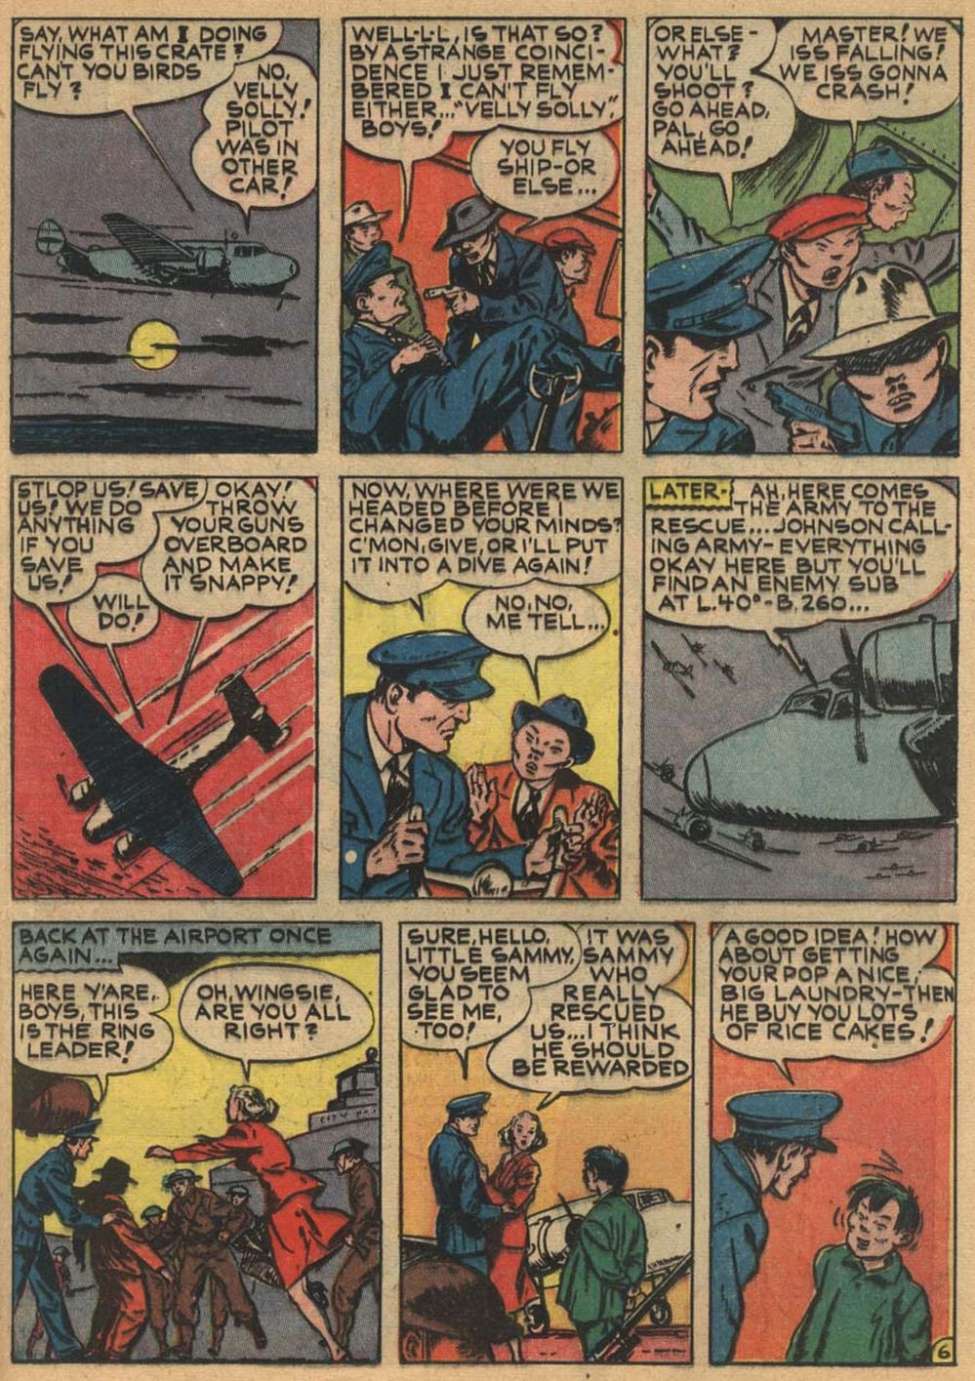 SAY, WHAT AM I DOING
FLYING THIS CRATE?
CAN'T YOU BIRDS
FLY?
NO,
VELLY
SOLLY!
PILOT
WAS IN
OTHER
CAR!
WELL-L-L, IS THAT SO?
BY A STRANGE COINCI-
DENCE I JUST REMEM-
BERED I CAN'T FLY
EITHER..."VELLY SOLLY",
BOYS!
YOU FLY
SHIP-OR
ELSE...
OR ELSE-
WHAT?
YOU'LL
SHOOT?
GO AHEAD,
PAL, GO
AHEAD!
MASTER! WE
ISS FALLING!
WE ISS GONNA
CRASH!
STLOP US! SAVE
US! WE DO
ANYTHING
IF YOU
SAVE
US!
WILL
DO!
OKAY!
THROW
YOUR GUNS
OVERBOARD
AND MAKE
IT SNAPPY!
NOW, WHERE WERE WE
HEADED BEFORE I
CHANGED YOUR MINDS?
C'MON, GIVE, OR I'LL PUT
IT INTO A DIVE AGAIN!
NO, NO,
ME TELL...
LATER-
AH, HERE COMES
THE ARMY TO THE
RESCUE...JOHNSON CALL-
ING ARMY-EVERYTHING
OKAY HERE BUT YOU'LL
FIND AN ENEMY SUB
AT L.40°-B.260...
BACK AT THE AIRPORT ONCE
AGAIN...
HERE Y'ARE,
BOYS, THIS
IS THE RING
LEADER!
OH, WINGSIE,
ARE YOU ALL
RIGHT?
SURE, HELLO,
LITTLE SAMMY,
YOU SEEM
GLAD TO
SEE ME,
TOO!
IT WAS
SAMMY
WHO
REALLY
RESCUED
US...I THINK
HE SHOULD
BE REWARDED
A GOOD IDEA! HOW
ABOUT GETTING
YOUR POP A NICE,
BIG LAUNDRY-THEN
HE BUY YOU LOTS
OF RICE CAKES!
6